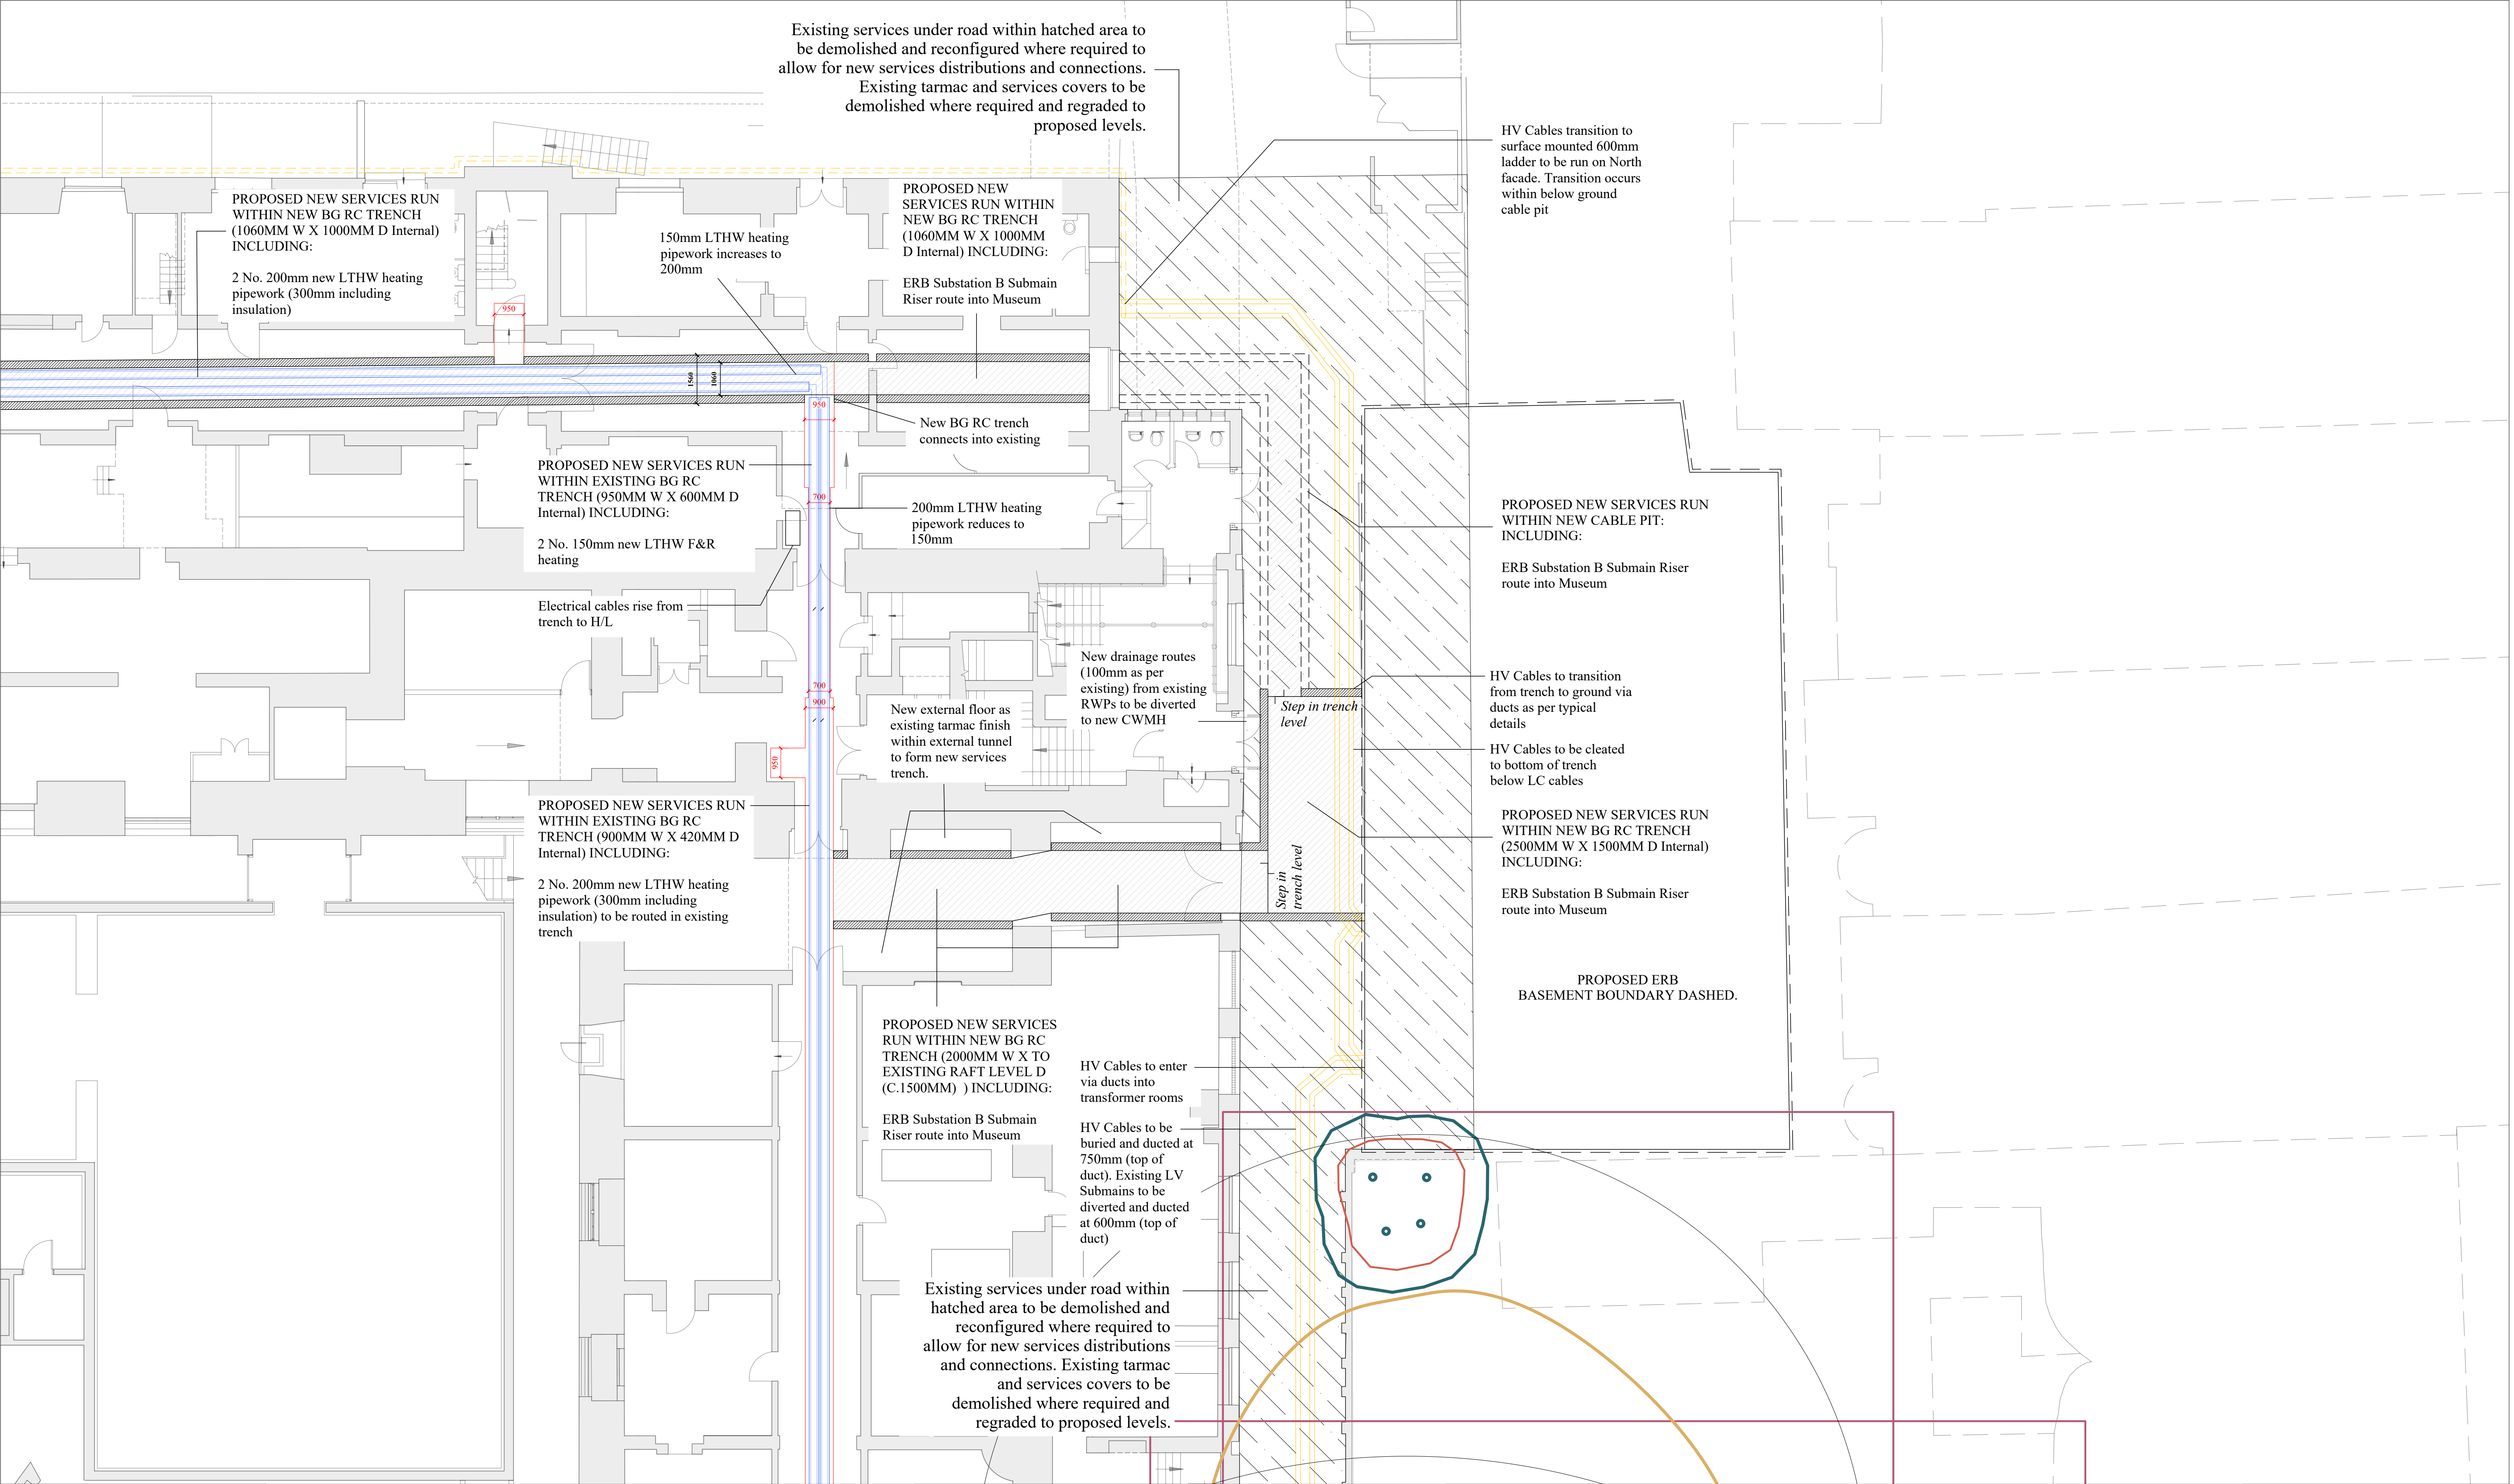 Existing services under road within hatched area to
be demolished and reconfigured where required to
allow for new services distributions and connections.
Existing tarmac and services covers to be
demolished where required and regraded to
proposed levels.
HV Cables transition to
surface mounted 600mm
ladder to be run on North
facade. Transition occurs
within below ground
cable pit
PROPOSED NEW SERVICES RUN
WITHIN NEW BG RC TRENCH
(1060MM W X 1000MM D Internal)
INCLUDING:
2 No. 200mm new LTHW heating
pipework (300mm including
insulation)
150mm LTHW heating
pipework increases to
200mm
PROPOSED NEW
SERVICES RUN WITHIN
NEW BG RC TRENCH
(1060MM W X 1000MM
D Internal) INCLUDING:
ERB Substation B Submain
Riser route into Museum
950
1560
1060
950
New BG RC trench
connects into existing
PROPOSED NEW SERVICES RUN
WITHIN EXISTING BG RC
TRENCH (950MM W X 600MM D
Internal) INCLUDING:
2 No. 150mm new LTHW F&R
heating
700
200mm LTHW heating
pipework reduces to
150mm
PROPOSED NEW SERVICES RUN
WITHIN NEW CABLE PIT:
INCLUDING:
ERB Substation B Submain Riser
route into Museum
Electrical cables rise from
trench to H/L
New drainage routes
(100mm as per
existing) from existing
RWPs to be diverted
to new CWMH
700
900
950
New external floor as
existing tarmac finish
within external tunnel
to form new services
trench.
Step in trench
level
HV Cables to transition
from trench to ground via
ducts as per typical
details
HV Cables to be cleated
to bottom of trench
below LC cables
PROPOSED NEW SERVICES RUN
WITHIN EXISTING BG RC
TRENCH (900MM W X 420MM D
Internal) INCLUDING:
2 No. 200mm new LTHW heating
pipework (300mm including
insulation) to be routed in existing
trench
Step in
trench level
PROPOSED NEW SERVICES RUN
WITHIN NEW BG RC TRENCH
(2500MM W X 1500MM D Internal)
INCLUDING:
ERB Substation B Submain Riser
route into Museum
PROPOSED ERB
BASEMENT BOUNDARY DASHED.
PROPOSED NEW SERVICES
RUN WITHIN NEW BG RC
TRENCH (2000MM W X TO
EXISTING RAFT LEVEL D
(C.1500MM) ) INCLUDING:
ERB Substation B Submain
Riser route into Museum
HV Cables to enter
via ducts into
transformer rooms
HV Cables to be
buried and ducted at
750mm (top of
duct). Existing LV
Submains to be
diverted and ducted
at 600mm (top of
duct)
Existing services under road within
hatched area to be demolished and
reconfigured where required to
allow for new services distributions
and connections. Existing tarmac
and services covers to be
demolished where required and
regraded to proposed levels.